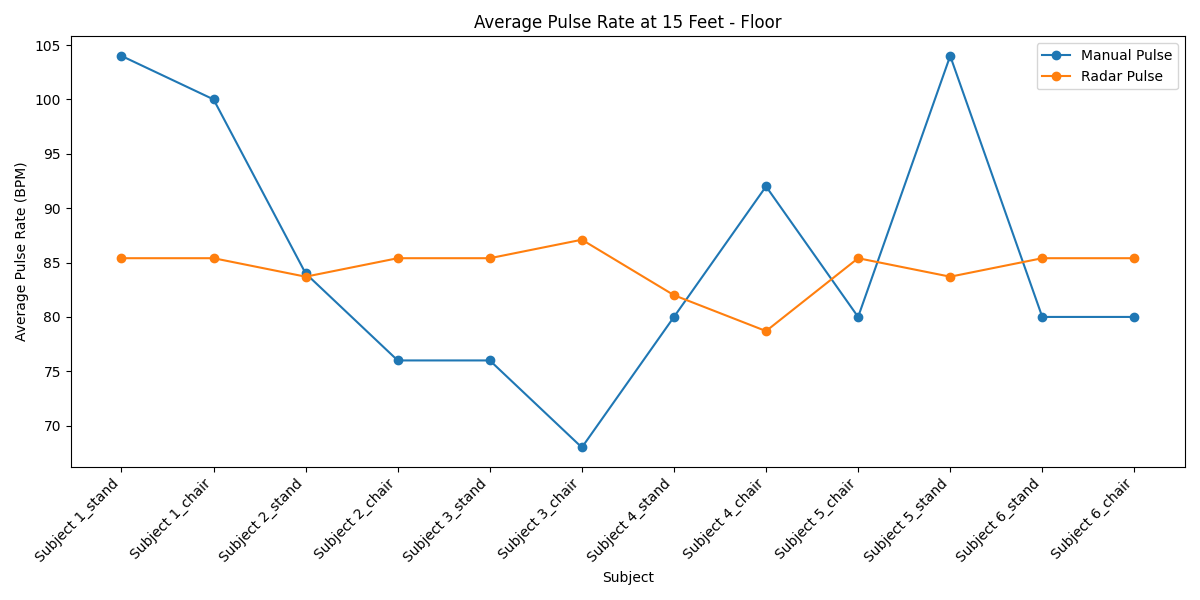 Average Pulse Rate at 15 Feet - Floor
Manual Pulse
Radar Pulse
Average Pulse Rate (BPM)
105
100
95
90
85
80
75
70
Subject 1_stand
Subject 1_chair
Subject 2_stand
Subject 2_chair
Subject 3_stand
Subject 3_chair
Subject 4_stand
Subject 4_chair
Subject 5_chair
Subject 5_stand
Subject 6_stand
Subject 6_chair
Subject